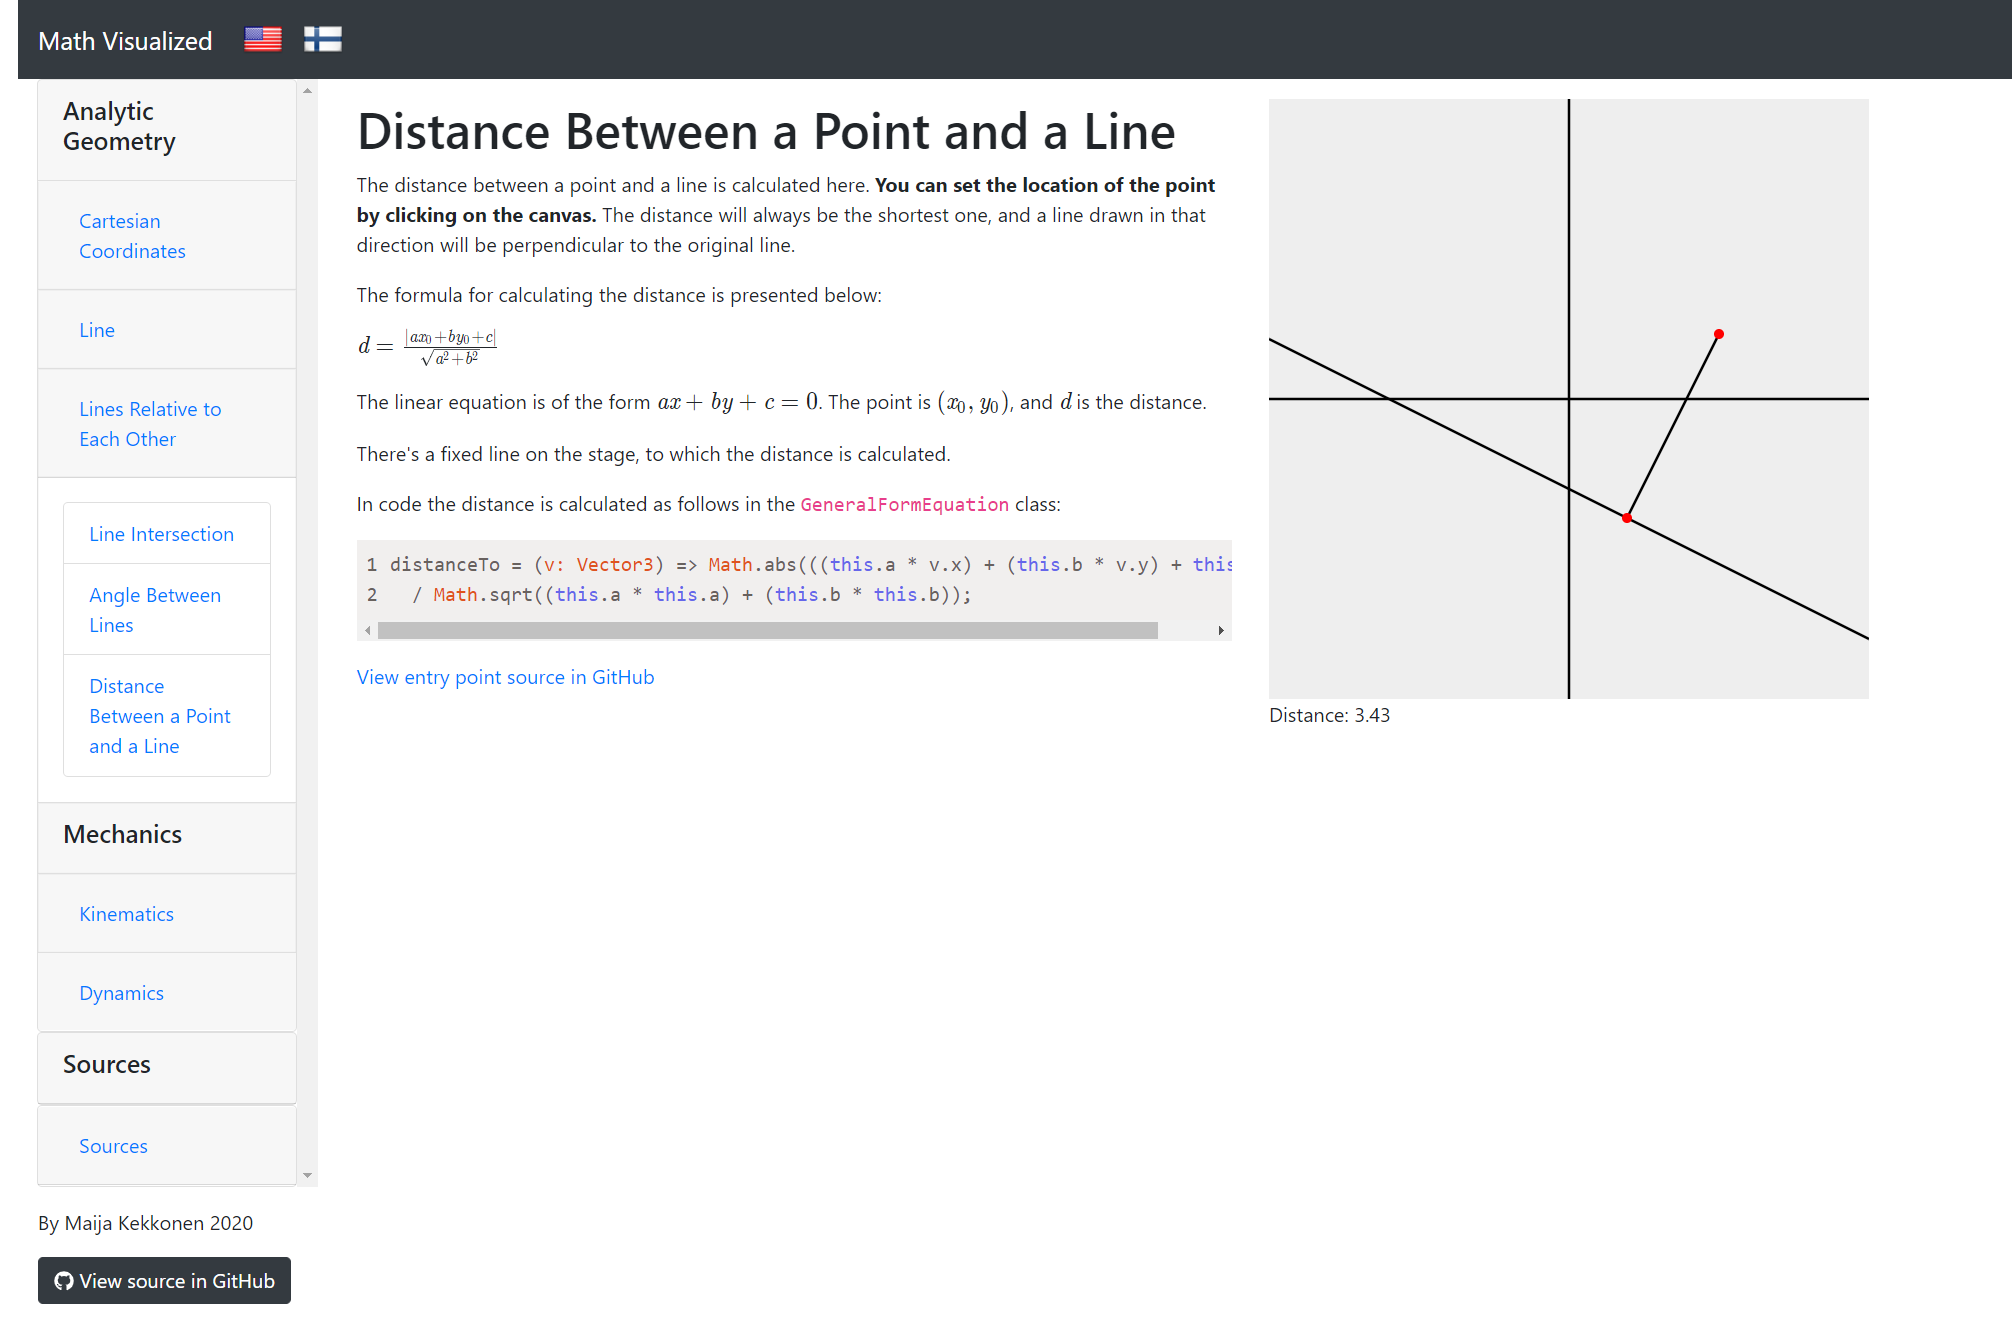 Math Visualized
Analytic
Geometry
Cartesian
Coordinates
Line
Lines Relative to
Each Other
Line Intersection
Angle Between
Lines
Distance
Between a Point
and a Line
Mechanics
Kinematics
Dynamics
Sources
Sources
By Maija Kekkonen 2020
View source in GitHub
Distance Between a Point and a Line
The distance between a point and a line is calculated here. You can set the location of the point
by clicking on the canvas. The distance will always be the shortest one, and a line drawn in that
direction will be perpendicular to the original line.
The formula for calculating the distance is presented below:
d = |ax₀+by₀+c| / √a²+b²
The linear equation is of the form ax + by + c = 0. The point is (x₀, y₀), and d is the distance.
There's a fixed line on the stage, to which the distance is calculated.
In code the distance is calculated as follows in the GeneralFormEquation class:
1 distanceTo = (v: Vector3) => Math.abs(((this.a * v.x) + (this.b * v.y) + this
2 / Math.sqrt((this.a * this.a) + (this.b * this.b));
View entry point source in GitHub
Distance: 3.43